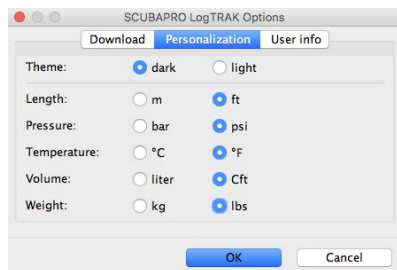 SCUBAPRO LogTRAK Options
Download Personalization User info
Theme: dark light
Length: m ft
Pressure: bar psi
Temperature: °C °F
Volume: liter Cft
Weight: kg lbs
OK Cancel